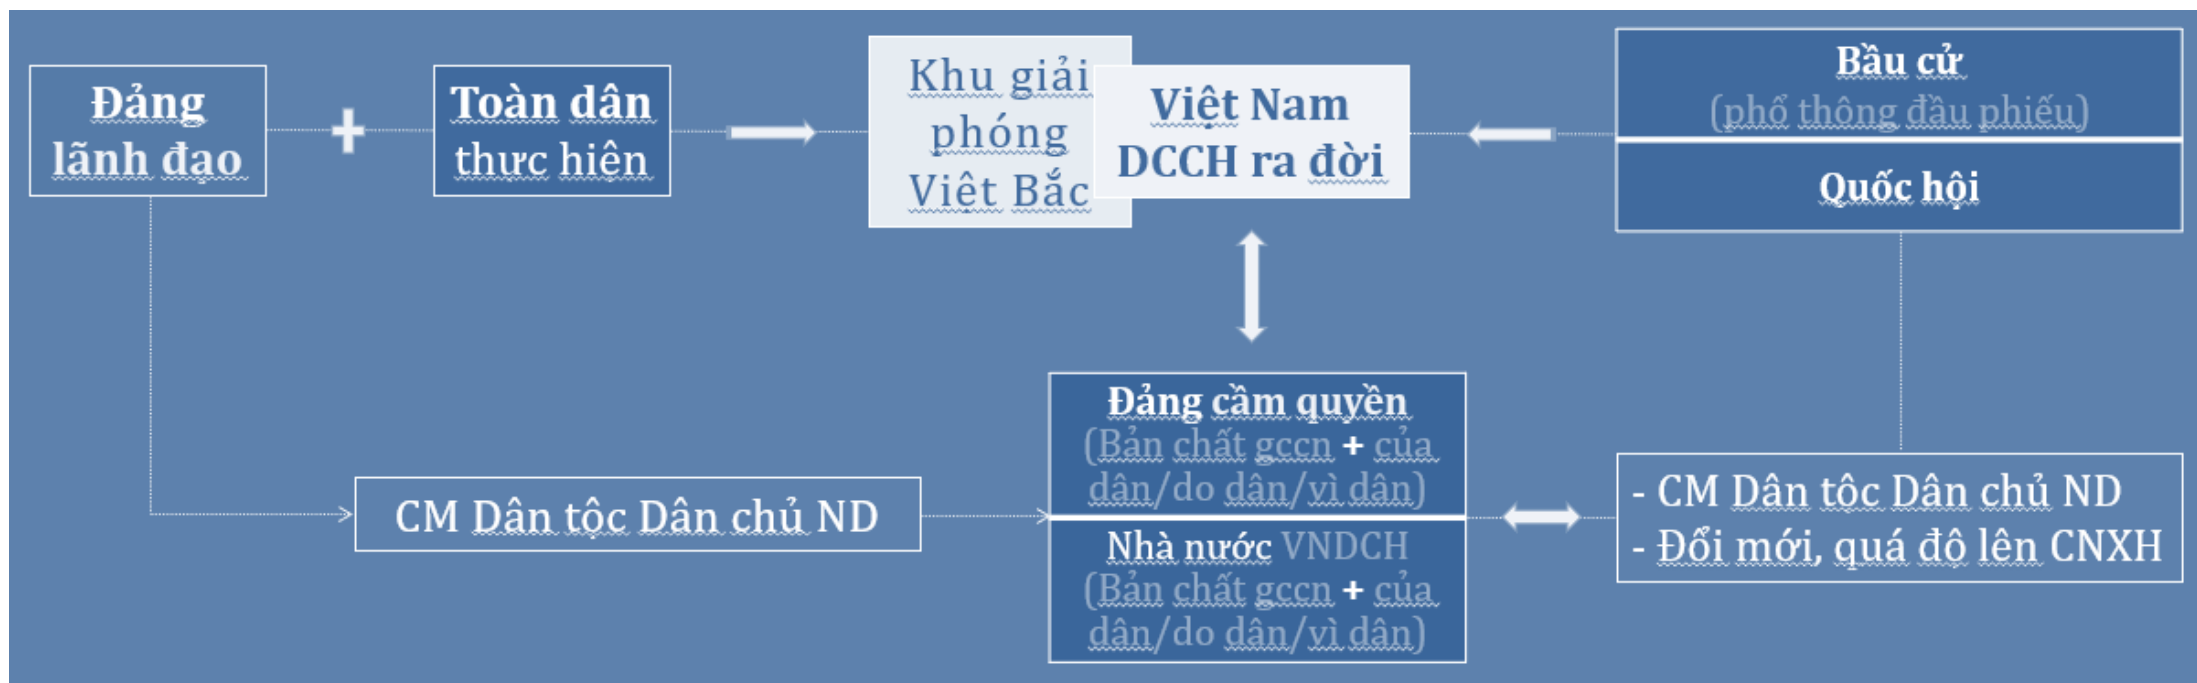 Đảng
lãnh đạo
+
Toàn dân
thực hiện
Khu giải
phóng
Việt Bắc
Việt Nam
DCCH ra đời
Bầu cử
(phổ thông đầu phiếu)
Quốc hội
CM Dân tộc Dân chủ ND
Đảng cầm quyền
(Bản chất gccn + của
dân/do dân/vì dân)
Nhà nước VNDCH
(Bản chất gccn + của
dân/do dân/vì dân)
- CM Dân tộc Dân chủ ND
- Đổi mới, quá độ lên CNXH